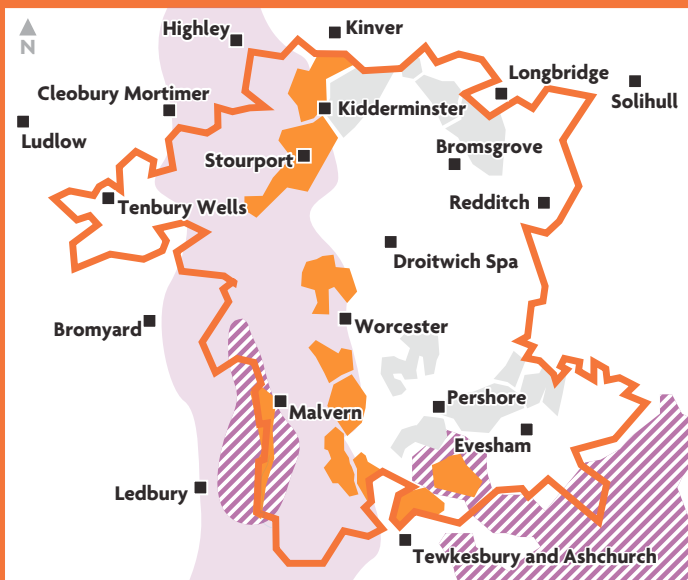 Highley
Kinver
N
Longbridge
Cleobury Mortimer
Kidderminster
Solihull
Ludlow
Bromsgrove
Stourport
Tenbury Wells
Redditch
Droitwich Spa
Bromyard
Worcester
Malvern
Pershore
Evesham
Ledbury
Tewkesbury and Ashchurch